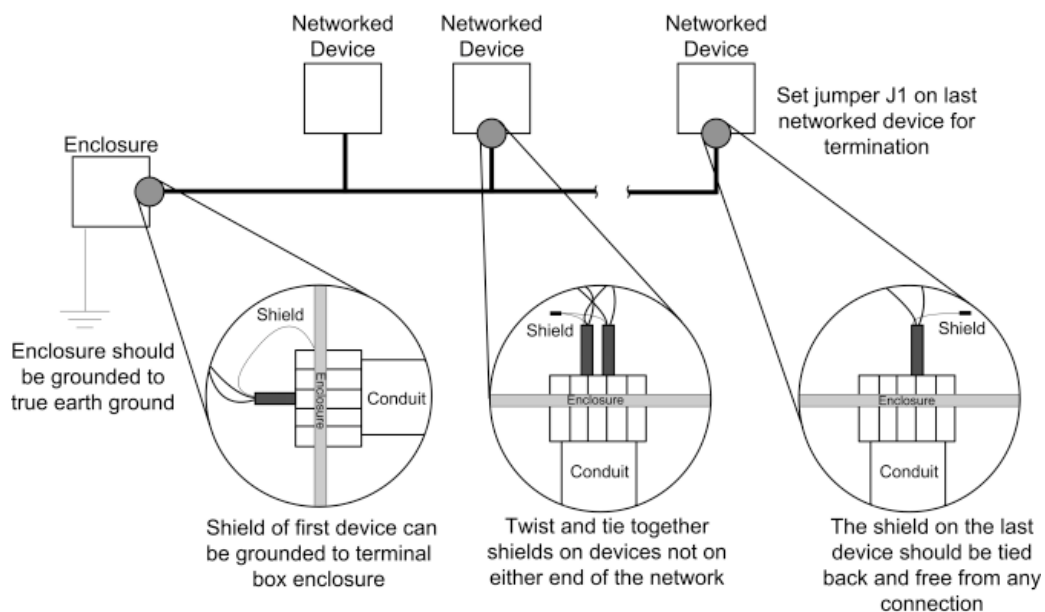 Networked
Device
Networked
Device
Networked
Device
Set jumper J1 on last
networked device for
termination
Enclosure
Enclosure should
be grounded to
true earth ground
Shield
Enclosure
Conduit
Shield of first device can
be grounded to terminal
box enclosure
Shield
Enclosure
Conduit
Twist and tie together
shields on devices not on
either end of the network
Shield
Enclosure
Conduit
The shield on the last
device should be tied
back and free from any
connection